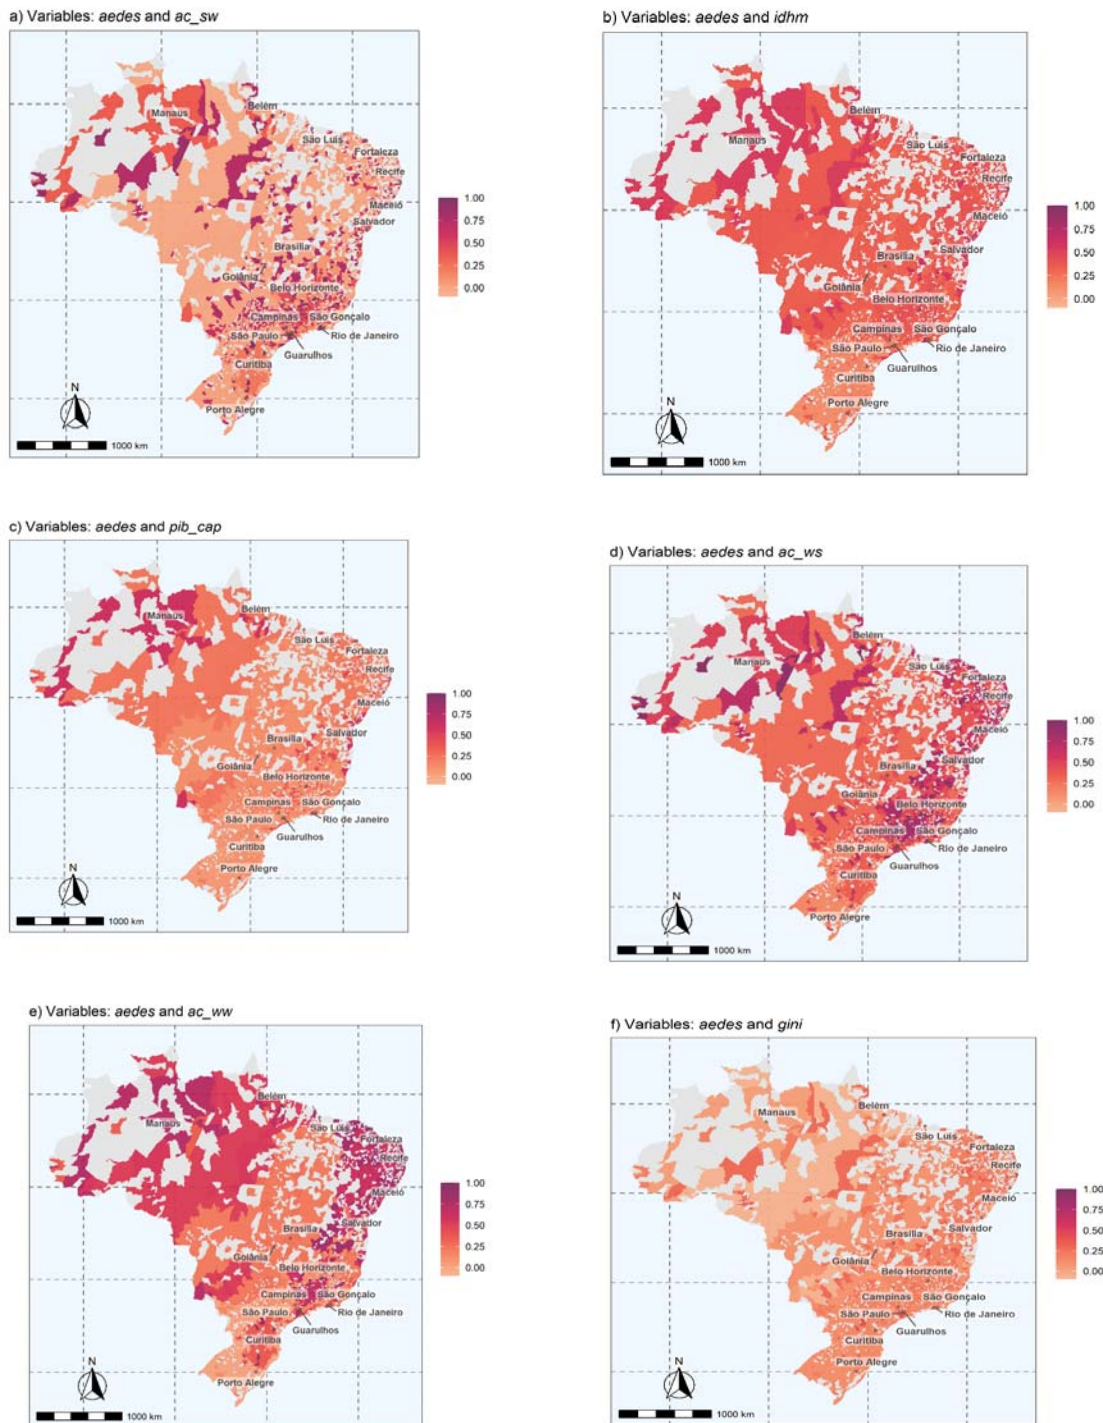 a) Variables: aedes and ac_sw
Belém
Manaus
São Luis
Fortaleza
Recife
Maceió
Salvador
Brasília
Goiânia
Belo Horizonte
Campinas
São Gonçalo
São Paulo
Rio de Janeiro
Guarulhos
Curitiba
Porto Alegre
N
1000 km
1.00
0.75
0.50
0.25
0.00
b) Variables: aedes and idhm
Belém
Manaus
São Luis
Fortaleza
Recife
Maceió
Salvador
Brasília
Goiânia
Belo Horizonte
Campinas
São Gonçalo
São Paulo
Rio de Janeiro
Guarulhos
Curitiba
Porto Alegre
N
1000 km
1.00
0.75
0.50
0.25
0.00
c) Variables: aedes and pib_cap
Belém
Manaus
São Luis
Fortaleza
Recife
Maceió
Salvador
Brasília
Goiânia
Belo Horizonte
Campinas
São Gonçalo
São Paulo
Rio de Janeiro
Guarulhos
Curitiba
Porto Alegre
N
1000 km
1.00
0.75
0.50
0.25
0.00
d) Variables: aedes and ac_ws
Belém
Manaus
São Luis
Fortaleza
Recife
Maceió
Salvador
Brasília
Goiânia
Belo Horizonte
Campinas
São Gonçalo
São Paulo
Rio de Janeiro
Guarulhos
Curitiba
Porto Alegre
N
1000 km
1.00
0.75
0.50
0.25
0.00
e) Variables: aedes and ac_ww
Belém
Manaus
São Luis
Fortaleza
Recife
Maceió
Salvador
Brasília
Goiânia
Belo Horizonte
Campinas
São Gonçalo
São Paulo
Rio de Janeiro
Guarulhos
Curitiba
Porto Alegre
N
1000 km
1.00
0.75
0.50
0.25
0.00
f) Variables: aedes and gini
Belém
Manaus
São Luis
Fortaleza
Recife
Maceió
Salvador
Brasília
Goiânia
Belo Horizonte
Campinas
São Gonçalo
São Paulo
Rio de Janeiro
Guarulhos
Curitiba
Porto Alegre
N
1000 km
1.00
0.75
0.50
0.25
0.00